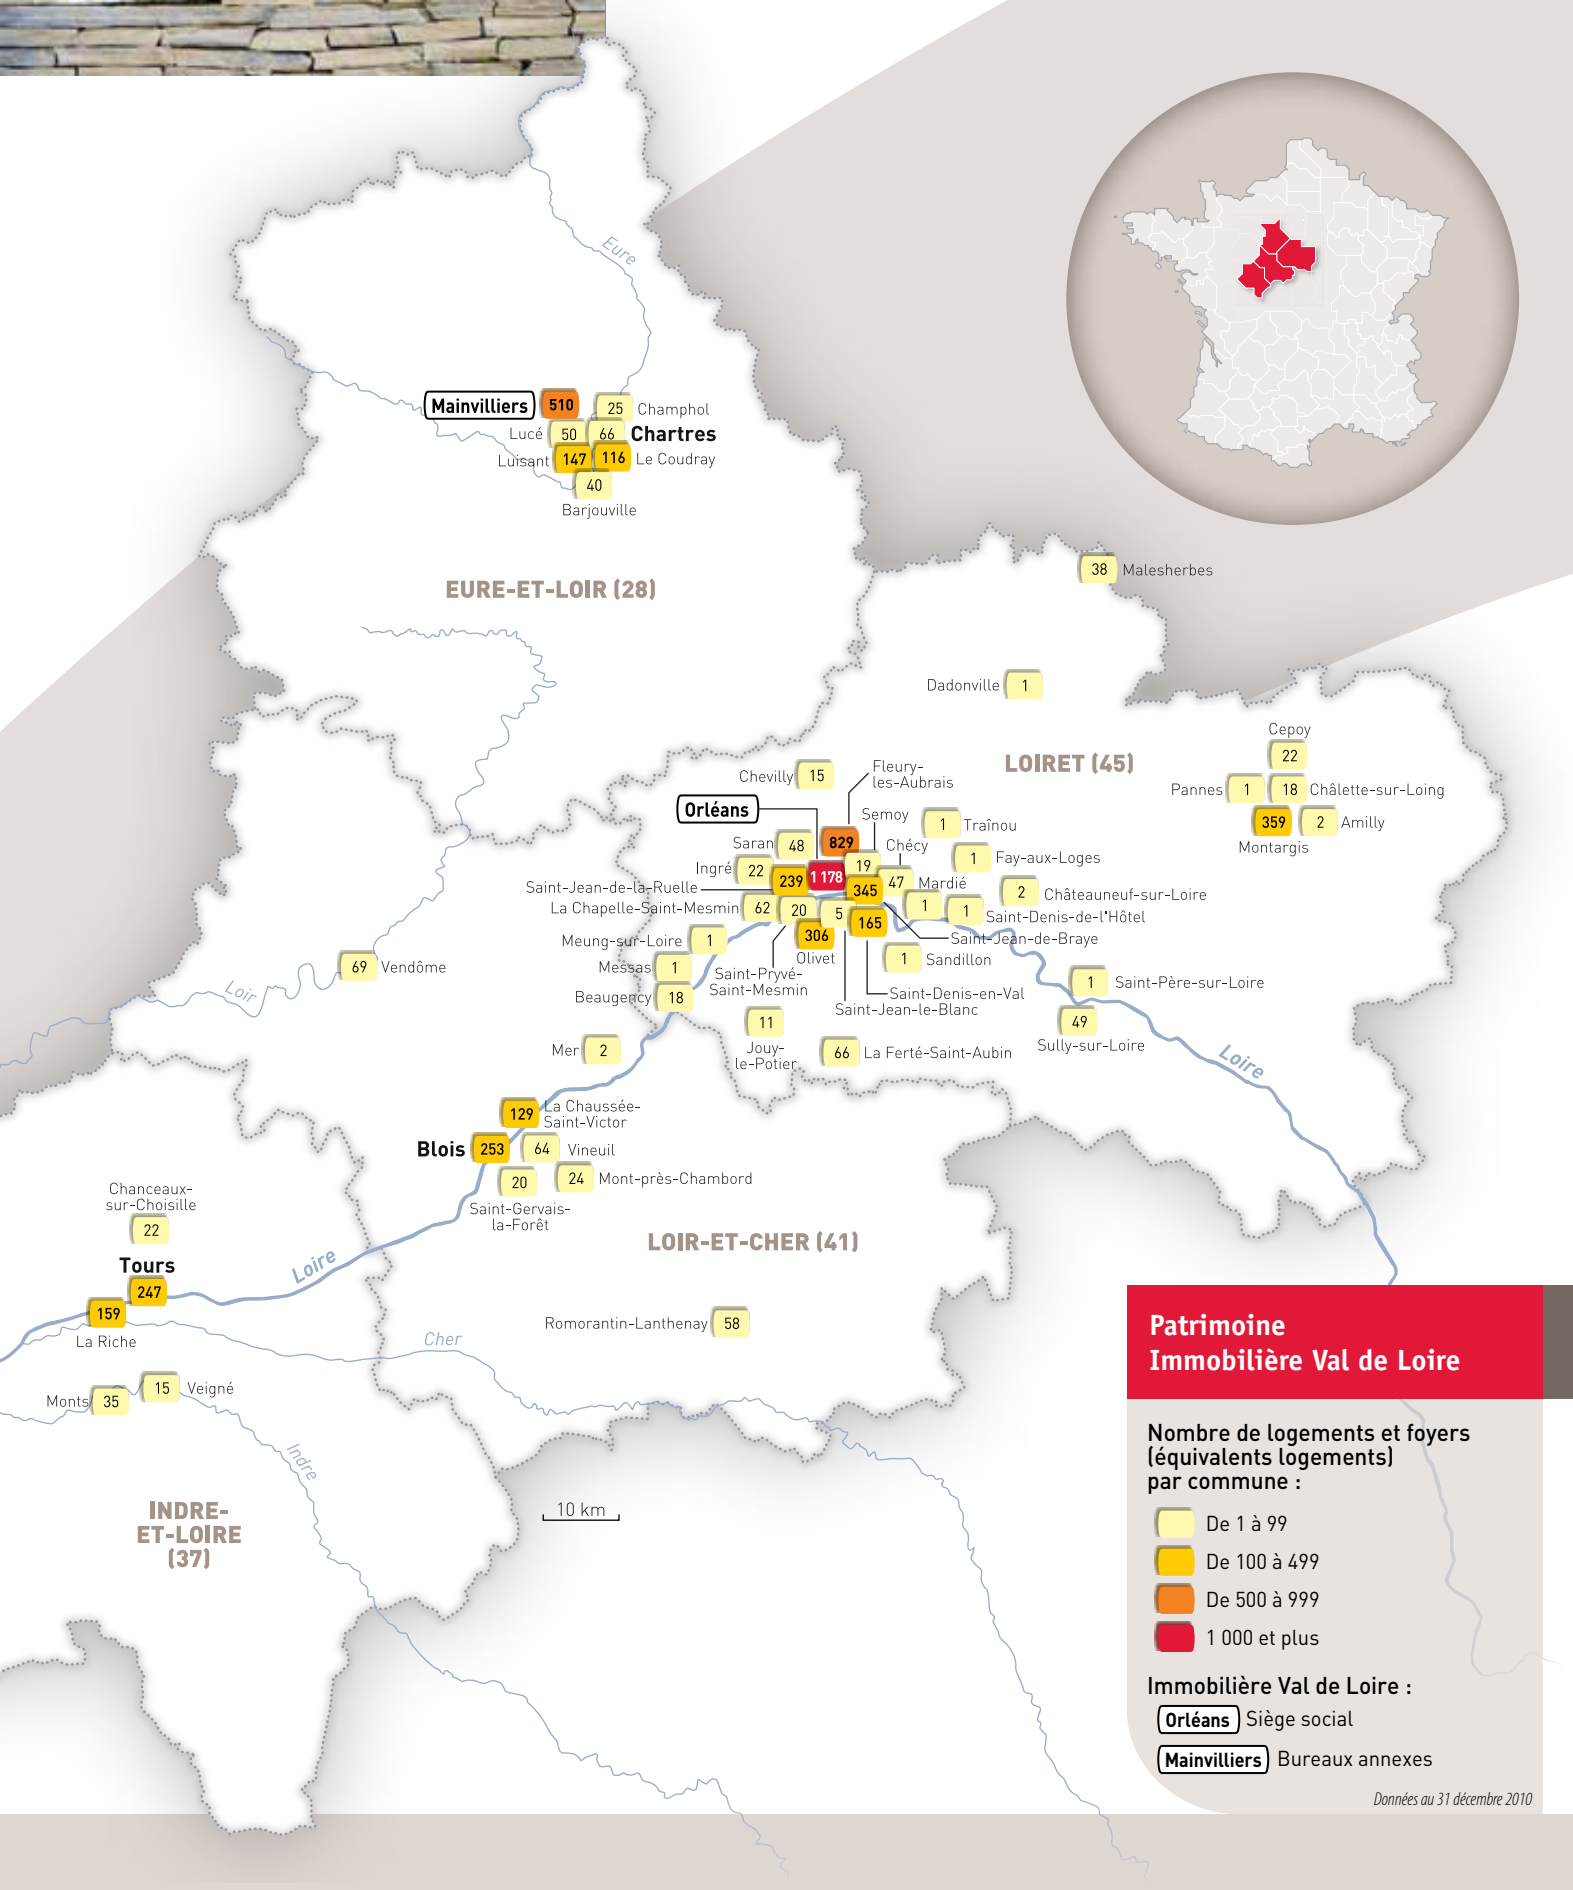 Eure
Mainvilliers 510
25 Champhol
Lucé 50
66 Chartres
Luisant 147
116 Le Coudray
40
Barjouville
EURE-ET-LOIR (28)
38 Malesherbes
Dadonville 1
LOIRET (45)
Cepoy
22
Pannes 1
18 Châlette-sur-Loing
359
2 Amilly
Montargis
Chevilly 15
Fleury-
les-Aubrais
829
Orléans
1 178
Semoy
19
1 Traînou
Saran 48
Chécy
47
1 Fay-aux-Loges
Ingré 22
239
Saint-Jean-de-la-Ruelle
345
Mardié
1
2 Châteauneuf-sur-Loire
La Chapelle-Saint-Mesmin 62
20
5
165
1
Saint-Denis-de-l'Hôtel
Saint-Jean-de-Braye
Meung-sur-Loire 1
306
Olivet
1 Sandillon
Messas 1
Saint-Pryvé-
Saint-Mesmin
Beaugency 18
Saint-Denis-en-Val
Saint-Jean-le-Blanc
1 Saint-Père-sur-Loire
49
Sully-sur-Loire
Loire
69 Vendôme
Loir
11
Jouy-
le-Potier
66 La Ferté-Saint-Aubin
Mer 2
129 La Chaussée-
Saint-Victor
Blois 253
64 Vineuil
20
24 Mont-près-Chambord
Saint-Gervais-
la-Forêt
LOIR-ET-CHER (41)
Chanceaux-
sur-Choisille
22
Tours
247
159
La Riche
Loire
Cher
Romorantin-Lanthenay 58
Monts 35
15 Veigné
Indre
INDRE-
ET-LOIRE
(37)
10 km
Patrimoine
Immobilière Val de Loire
Nombre de logements et foyers
(équivalents logements)
par commune :
De 1 à 99
De 100 à 499
De 500 à 999
1 000 et plus
Immobilière Val de Loire :
Orléans Siège social
Mainvilliers Bureaux annexes
Données au 31 décembre 2010